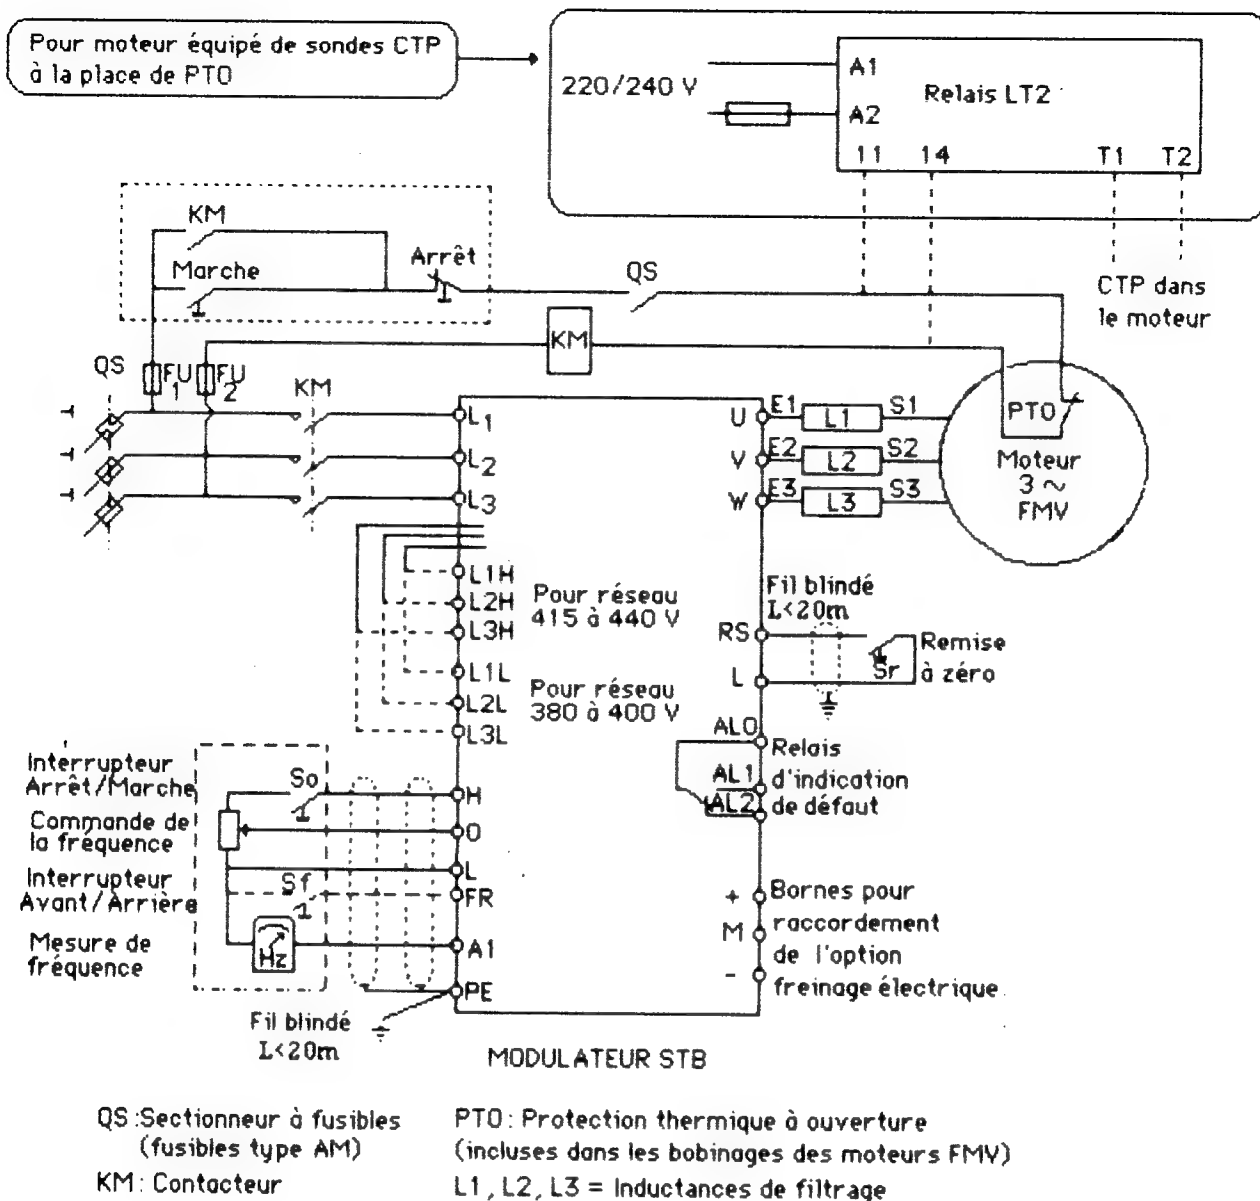 Pour moteur équipé de sondes CTP
à la place de PTO
220/240 V
A1
A2
Relais LT2
11
14
T1
T2
KM
Marche
Arrêt
QS
CTP dans
le moteur
KM
QS
FU
1
FU
2
KM
L1
L2
L3
U
V
W
E1
L1
S1
E2
L2
S2
E3
L3
S3
PTO
Moteur
3 ~
FMV
L1H
L2H
L3H
Pour réseau
415 à 440 V
L1L
L2L
L3L
Pour réseau
380 à 400 V
Fil blindé
L<20m
RS
L
Sr
Remise
à zéro
AL0
AL1
AL2
Relais
d'indication
de défaut
Interrupteur
Arrêt/Marche
So
H
Commande de
la fréquence
O
L
Interrupteur
Avant/Arrière
Sf
FR
Mesure de
fréquence
Hz
A1
PE
Fil blindé
L<20m
+
M
-
Bornes pour
raccordement
de l'option
freinage électrique.
MODULATEUR STB
QS :Sectionneur à fusibles
(fusibles type AM)
KM: Contacteur
PTO: Protection thermique à ouverture
(incluses dans les bobinages des moteurs FMV)
L1, L2, L3 = Inductances de filtrage